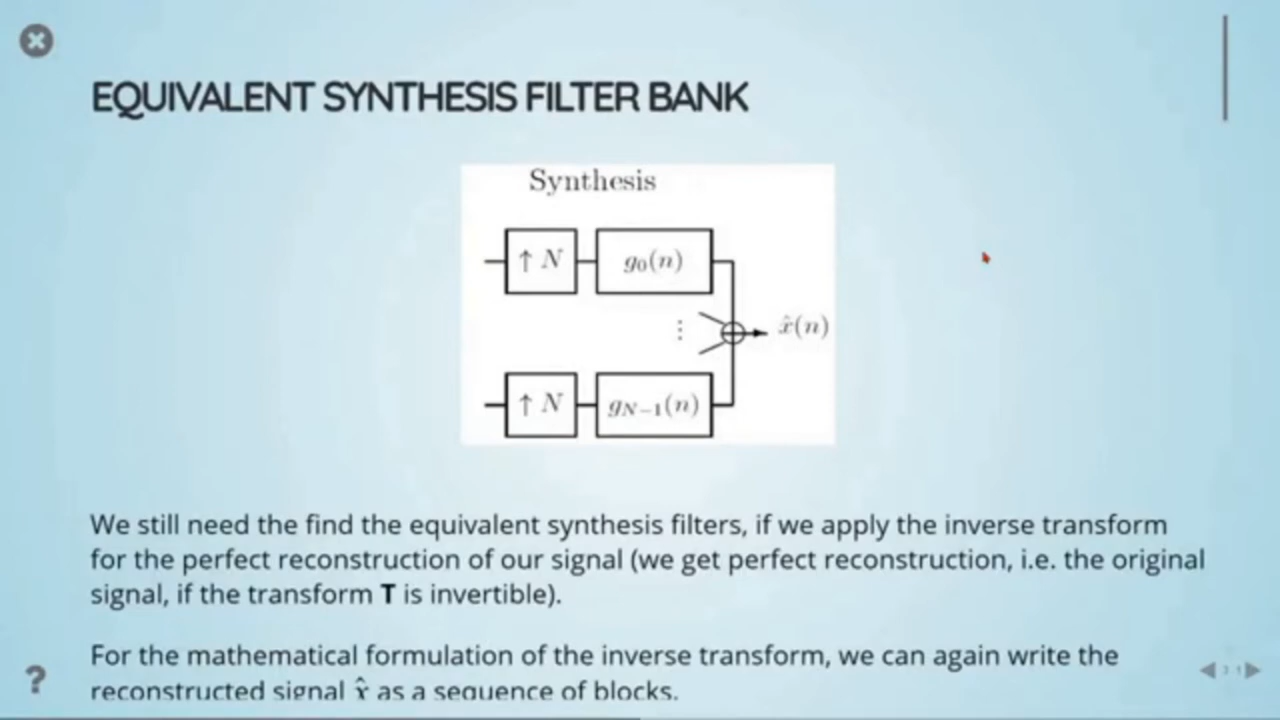 EQUIVALENT SYNTHESIS FILTER BANK
Synthesis
↑ N
g₀(n)
⋮
x̂(n)
↑ N
g_{N−1}(n)
We still need the find the equivalent synthesis filters, if we apply the inverse transform
for the perfect reconstruction of our signal (we get perfect reconstruction, i.e. the original
signal, if the transform T is invertible).
For the mathematical formulation of the inverse transform, we can again write the
reconstructed signal x̂ as a sequence of blocks.
?